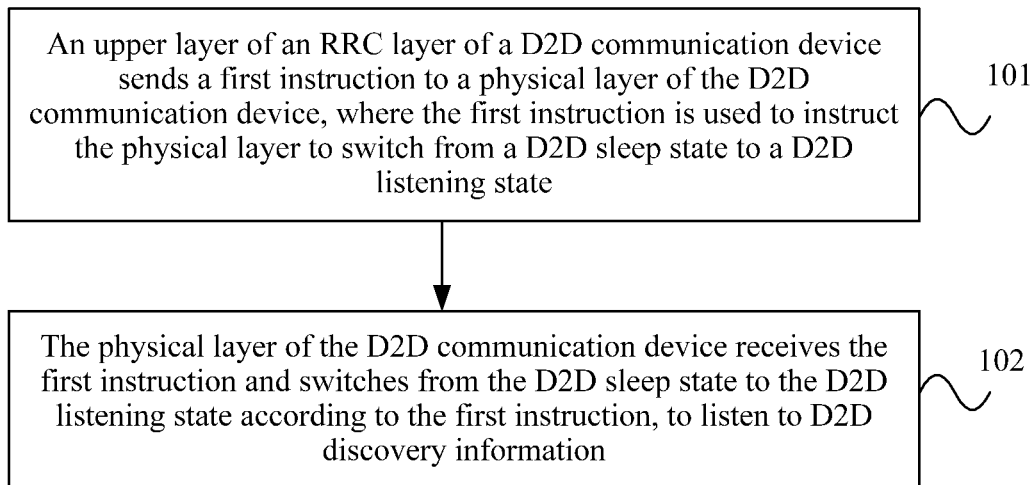 An upper layer of an RRC layer of a D2D communication device
sends a first instruction to a physical layer of the D2D
communication device, where the first instruction is used to instruct
the physical layer to switch from a D2D sleep state to a D2D
listening state
101
The physical layer of the D2D communication device receives the
first instruction and switches from the D2D sleep state to the D2D
listening state according to the first instruction, to listen to D2D
discovery information
102